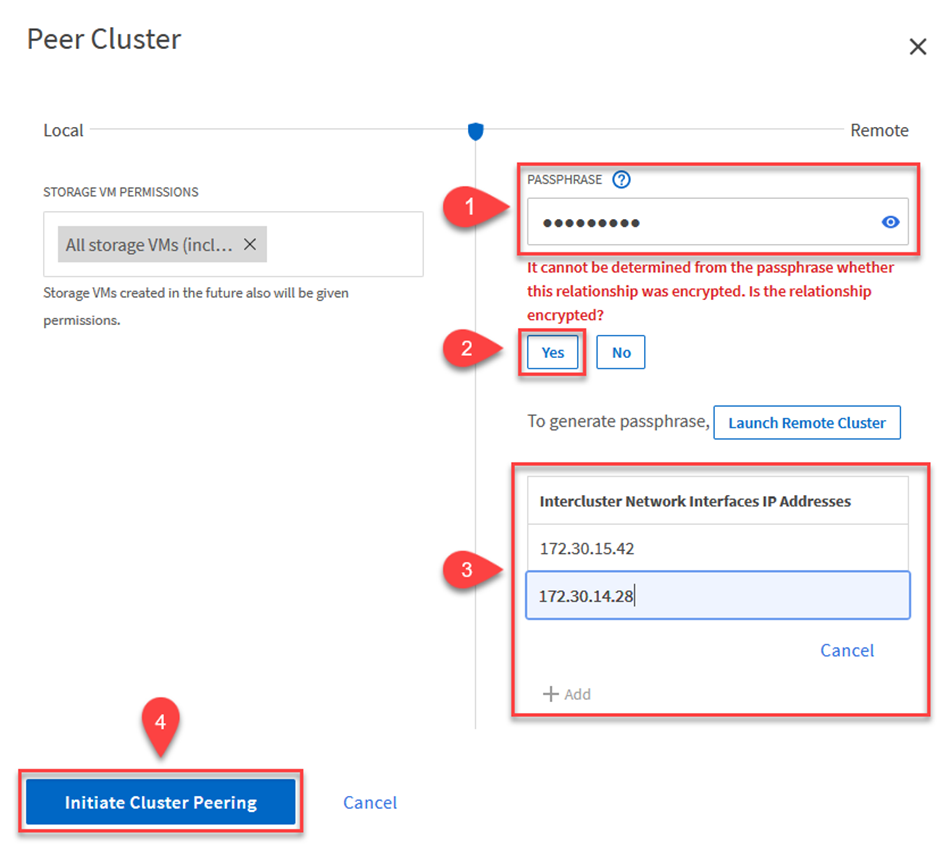 Peer Cluster
Local
Remote
STORAGE VM PERMISSIONS
All storage VMs (incl...
Storage VMs created in the future also will be given
permissions.
1
PASSPHRASE ?
•••••••••
It cannot be determined from the passphrase whether
this relationship was encrypted. Is the relationship
encrypted?
2
Yes
No
To generate passphrase, Launch Remote Cluster
3
Intercluster Network Interfaces IP Addresses
172.30.15.42
172.30.14.28
Cancel
+ Add
4
Initiate Cluster Peering
Cancel